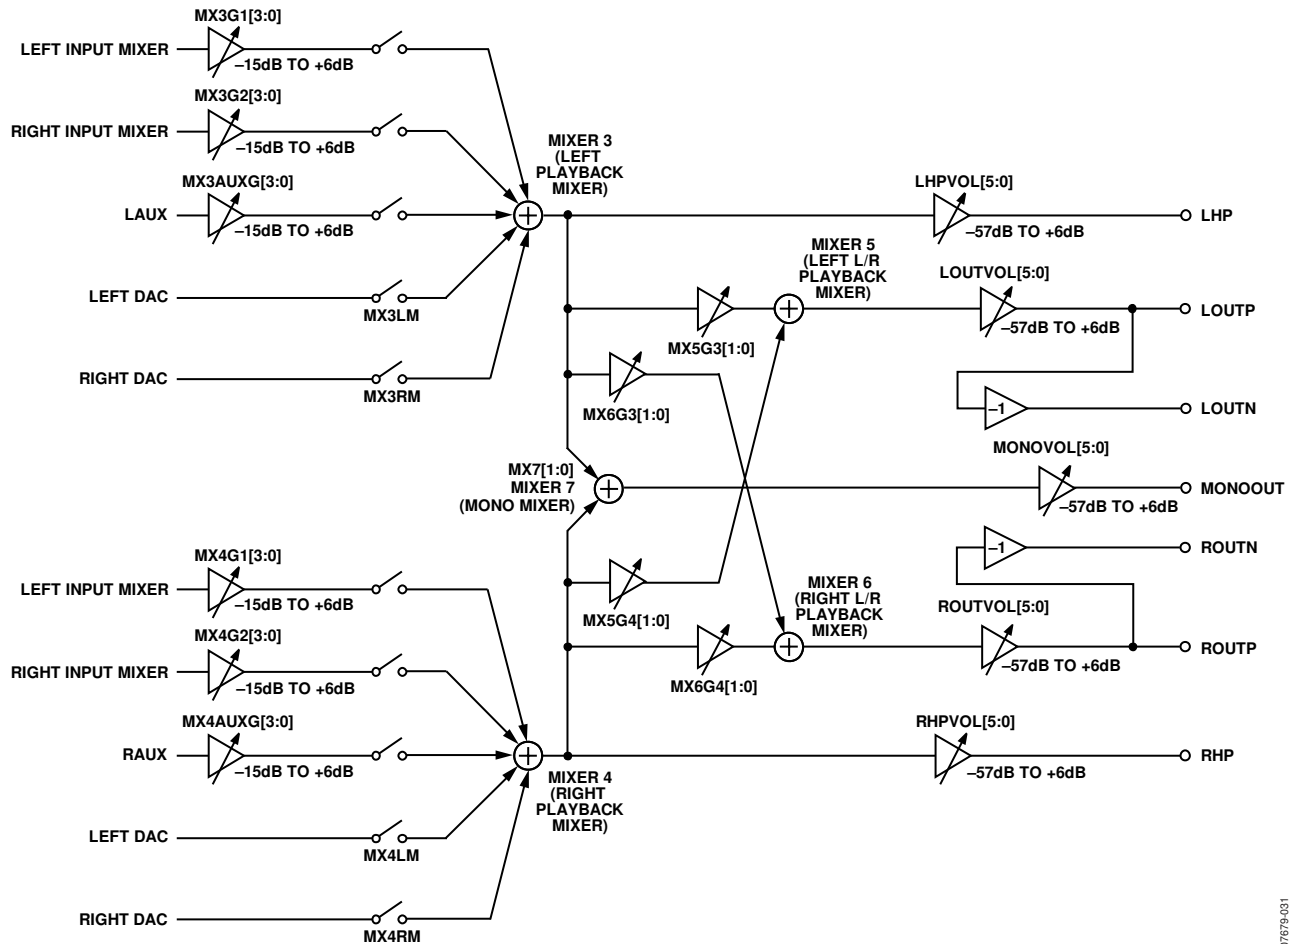 MX3G1[3:0]
LEFT INPUT MIXER
–15dB TO +6dB
MX3G2[3:0]
RIGHT INPUT MIXER
–15dB TO +6dB
MX3AUXG[3:0]
LAUX
–15dB TO +6dB
LEFT DAC
MX3LM
RIGHT DAC
MX3RM
MIXER 3
(LEFT
PLAYBACK
MIXER)
LHPVOL[5:0]
–57dB TO +6dB
LHP
MIXER 5
(LEFT L/R
PLAYBACK
MIXER)
LOUTVOL[5:0]
–57dB TO +6dB
LOUTP
MX5G3[1:0]
MX6G3[1:0]
–1
LOUTN
MX7[1:0]
MIXER 7
(MONO MIXER)
MONOVOL[5:0]
–57dB TO +6dB
MONOOUT
–1
ROUTN
MX5G4[1:0]
MIXER 6
(RIGHT L/R
PLAYBACK
MIXER)
ROUTVOL[5:0]
–57dB TO +6dB
ROUTP
MX6G4[1:0]
MX4G1[3:0]
LEFT INPUT MIXER
–15dB TO +6dB
MX4G2[3:0]
RIGHT INPUT MIXER
–15dB TO +6dB
MX4AUXG[3:0]
RAUX
–15dB TO +6dB
RHPVOL[5:0]
–57dB TO +6dB
RHP
MIXER 4
(RIGHT
PLAYBACK
MIXER)
LEFT DAC
MX4LM
RIGHT DAC
MX4RM
07679-031